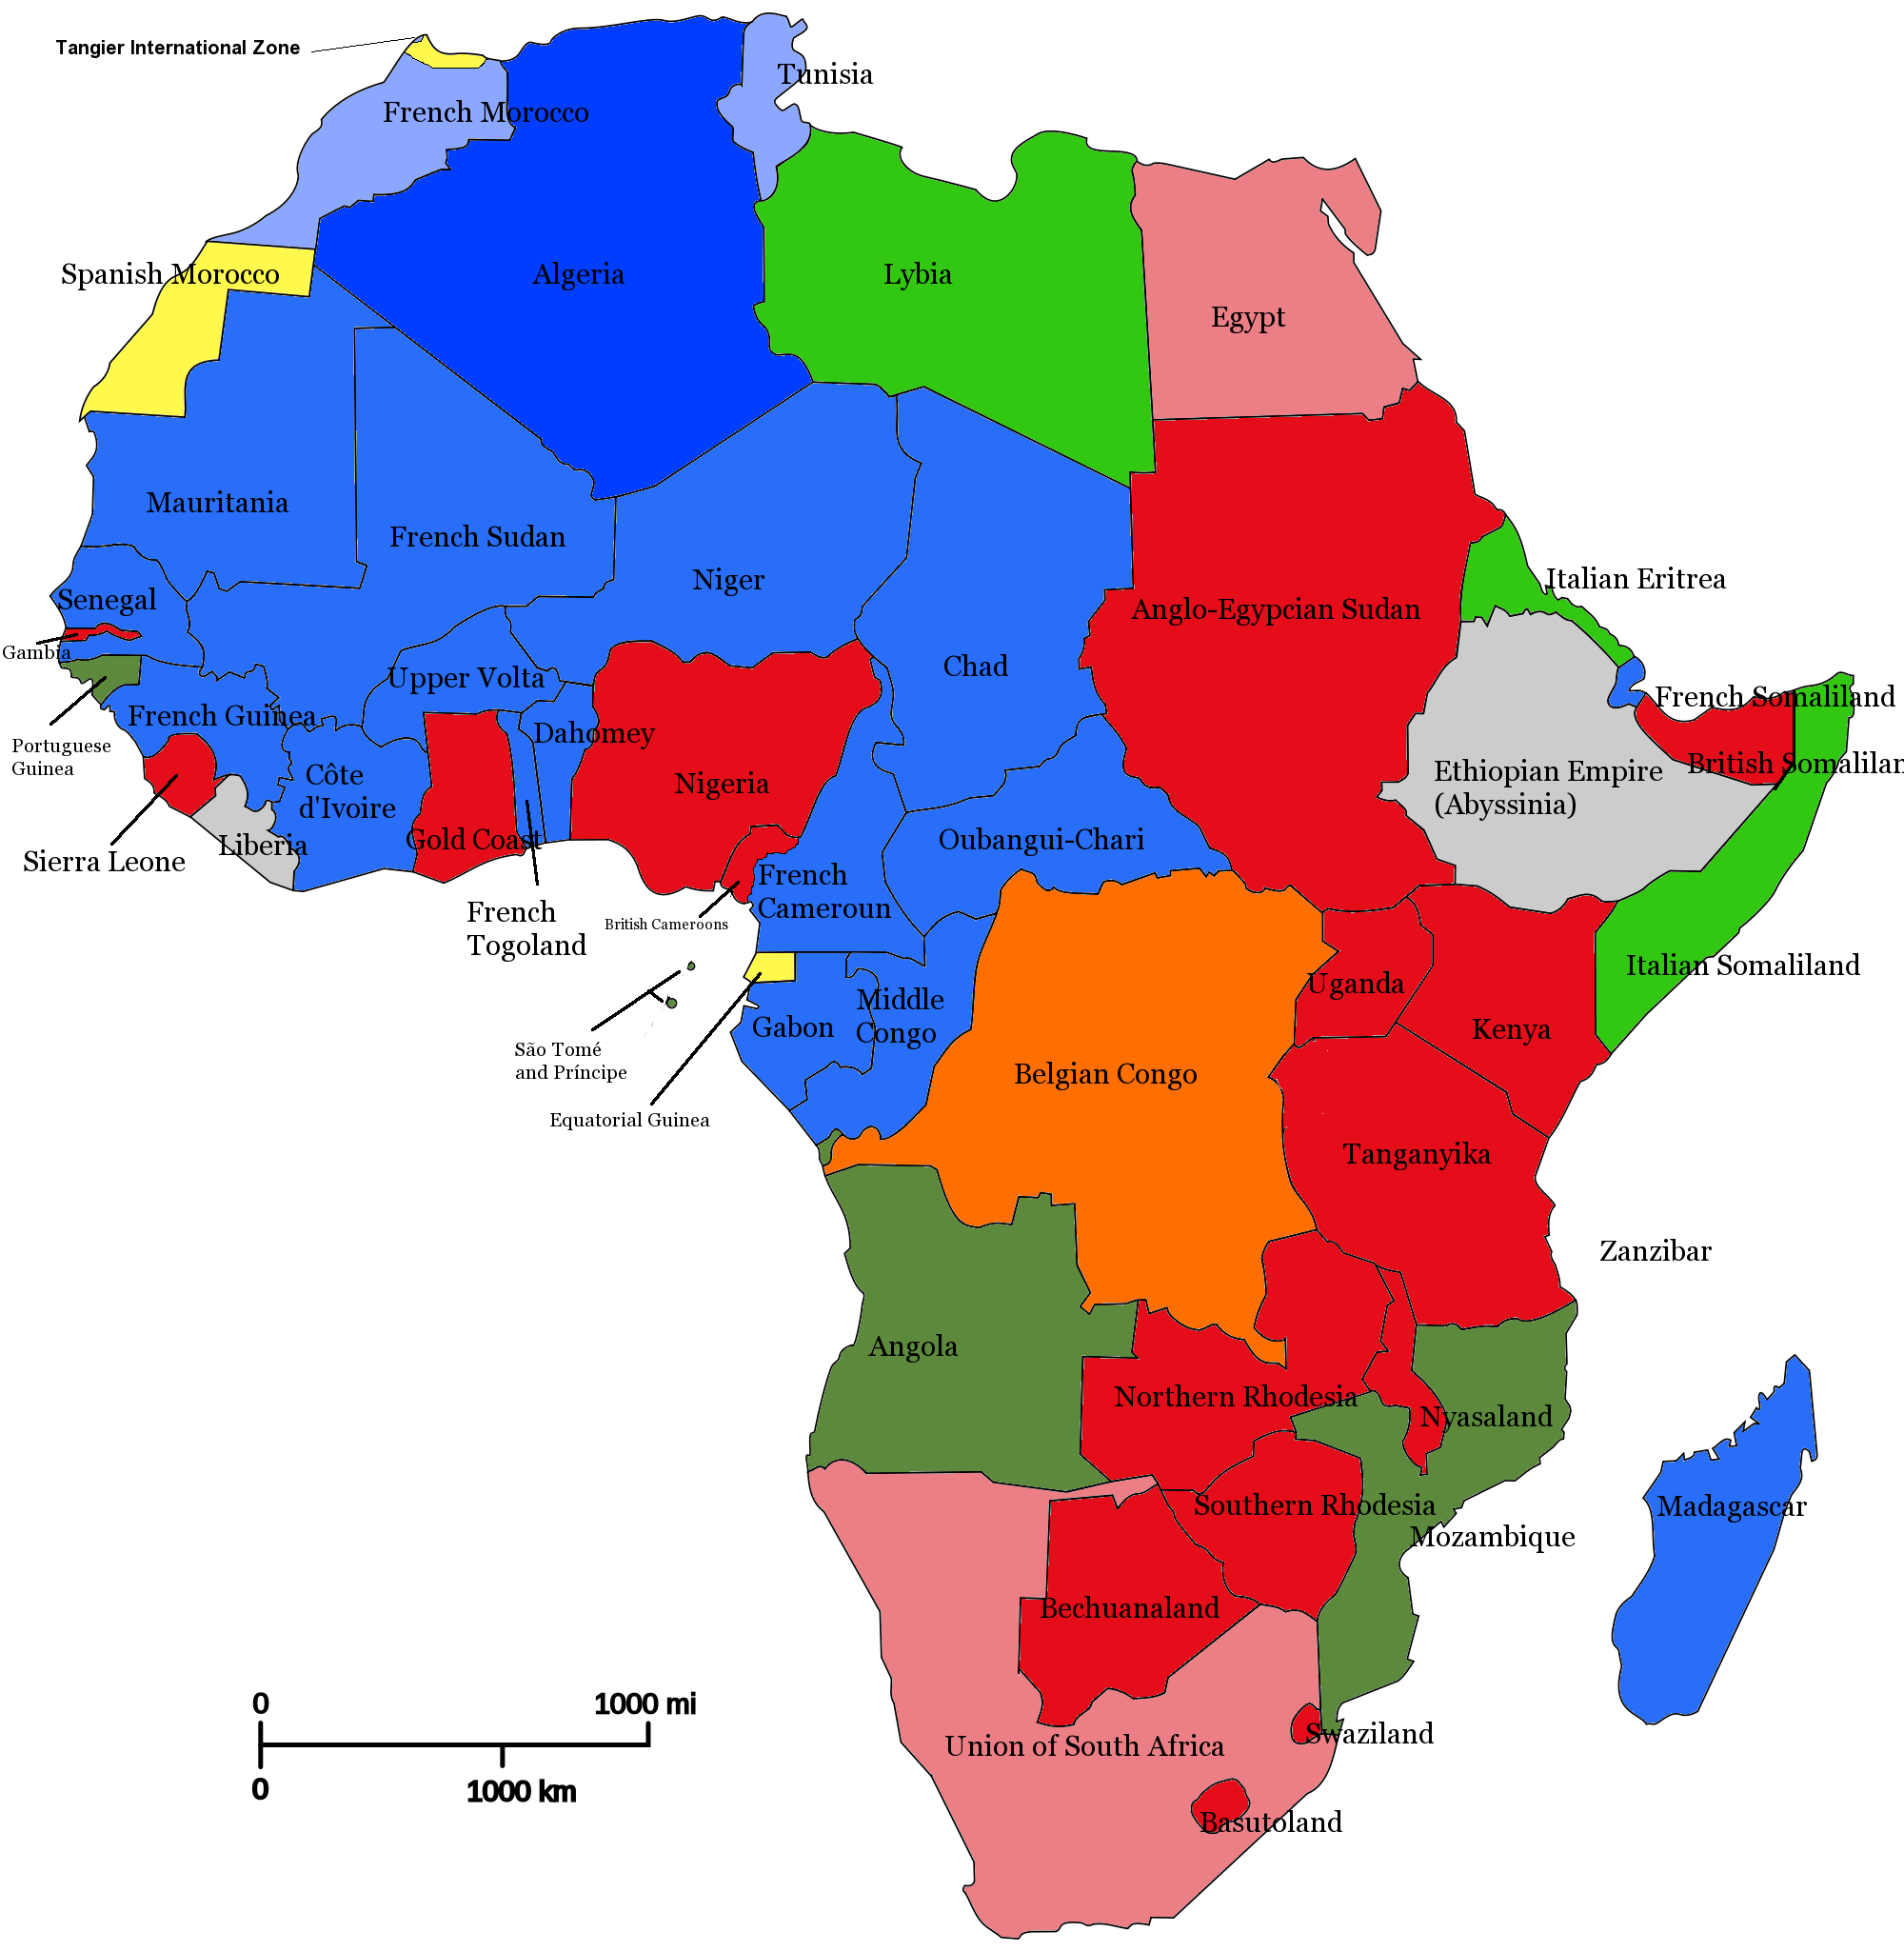 Tangier International Zone
Tunisia
French Morocco
Spanish Morocco
Algeria
Lybia
Egypt
Mauritania
French Sudan
Niger
Italian Eritrea
Senegal
Anglo-Egypcian Sudan
Gambia
Chad
Upper Volta
French Somaliland
French Guinea
Dahomey
Portuguese
Guinea
British Somalilan
Côte
d'Ivoire
Nigeria
Ethiopian Empire
(Abyssinia)
Gold Coast
Oubangui-Chari
Liberia
Sierra Leone
French
Cameroun
French
Togoland
British Cameroons
Italian Somaliland
Uganda
Middle
Congo
Gabon
Kenya
São Tomé
and Príncipe
Belgian Congo
Equatorial Guinea
Tanganyika
Zanzibar
Angola
Northern Rhodesia
Nyasaland
Southern Rhodesia
Madagascar
Mozambique
Bechuanaland
0 1000 mi
Swaziland
Union of South Africa
0 1000 km
Basutoland